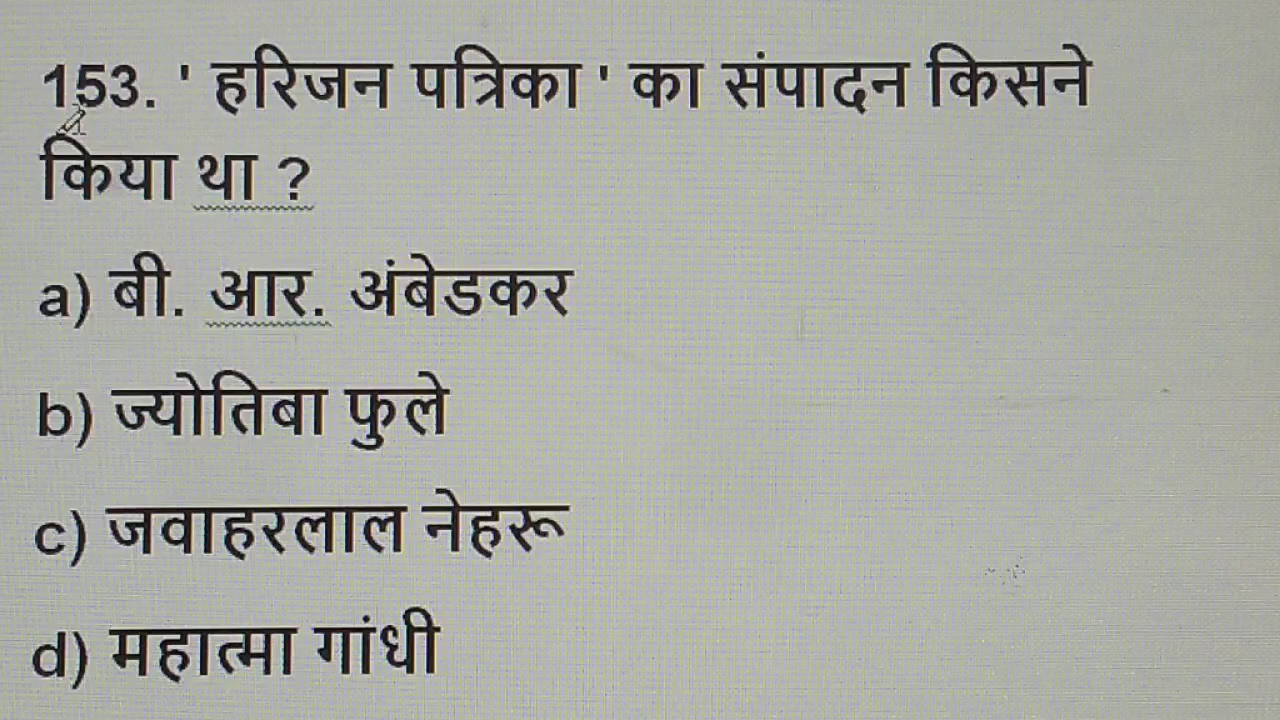 153. ' हरिजन पत्रिका ' का संपादन किसने
किया था ?
a) बी. आर. अंबेडकर
b) ज्योतिबा फुले
c) जवाहरलाल नेहरू
d) महात्मा गांधी